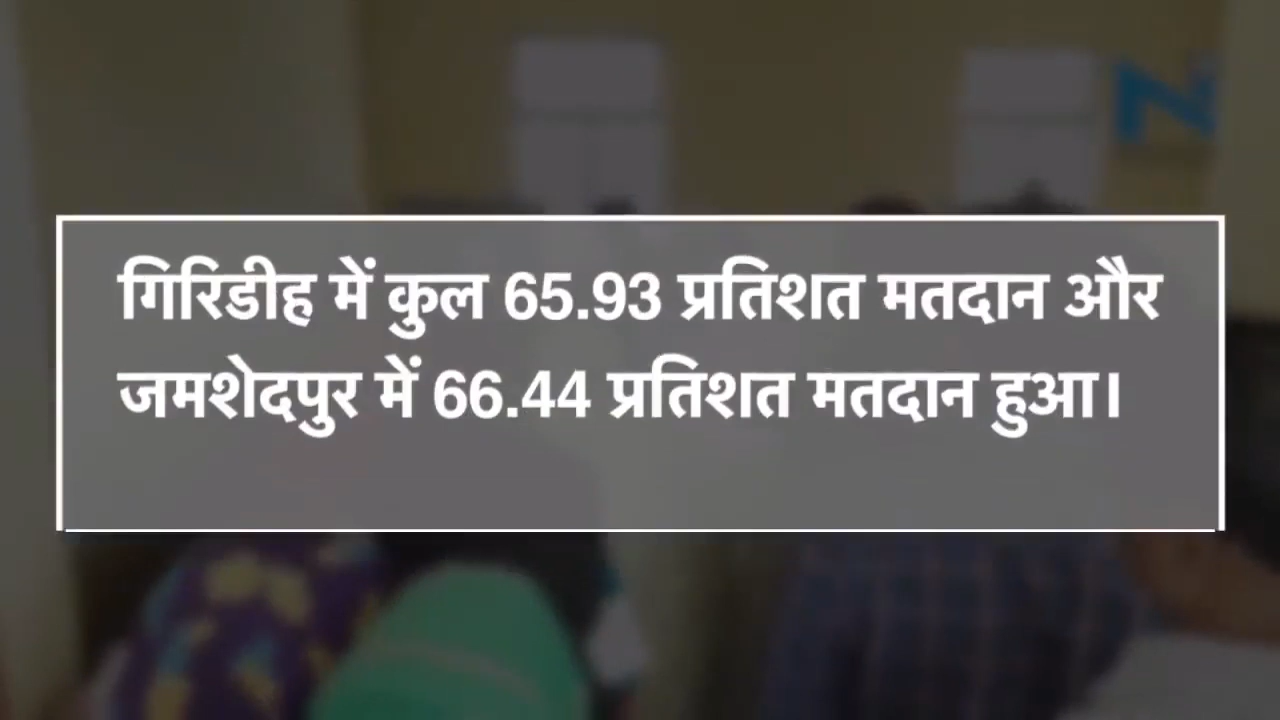 गिरिडीह में कुल 65.93 प्रतिशत मतदान और
जमशेदपुर में 66.44 प्रतिशत मतदान हुआ।